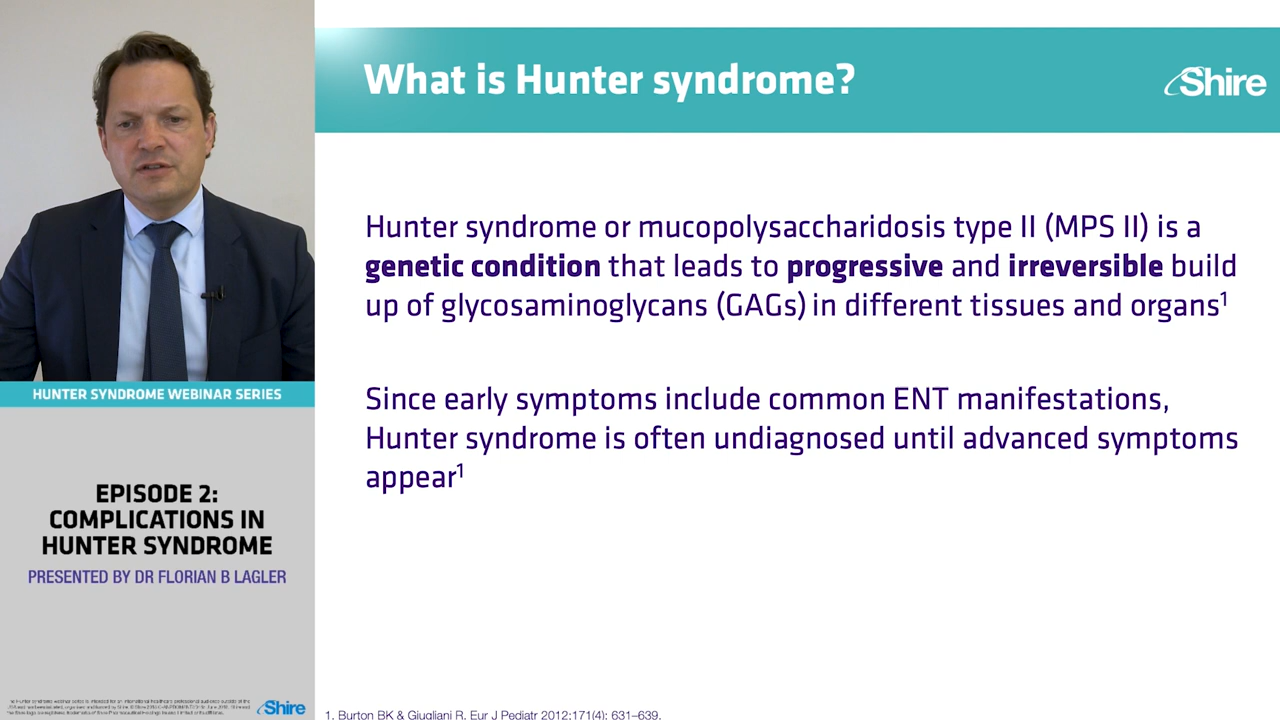 What is Hunter syndrome?
Shire
Hunter syndrome or mucopolysaccharidosis type II (MPS II) is a
genetic condition that leads to progressive and irreversible build
up of glycosaminoglycans (GAGs) in different tissues and organs1
Since early symptoms include common ENT manifestations,
Hunter syndrome is often undiagnosed until advanced symptoms
appear1
HUNTER SYNDROME WEBINAR SERIES
EPISODE 2:
COMPLICATIONS IN
HUNTER SYNDROME
PRESENTED BY DR FLORIAN B LAGLER
Shire
1. Burton BK & Giugliani R. Eur J Pediatr 2012;171(4): 631–639.